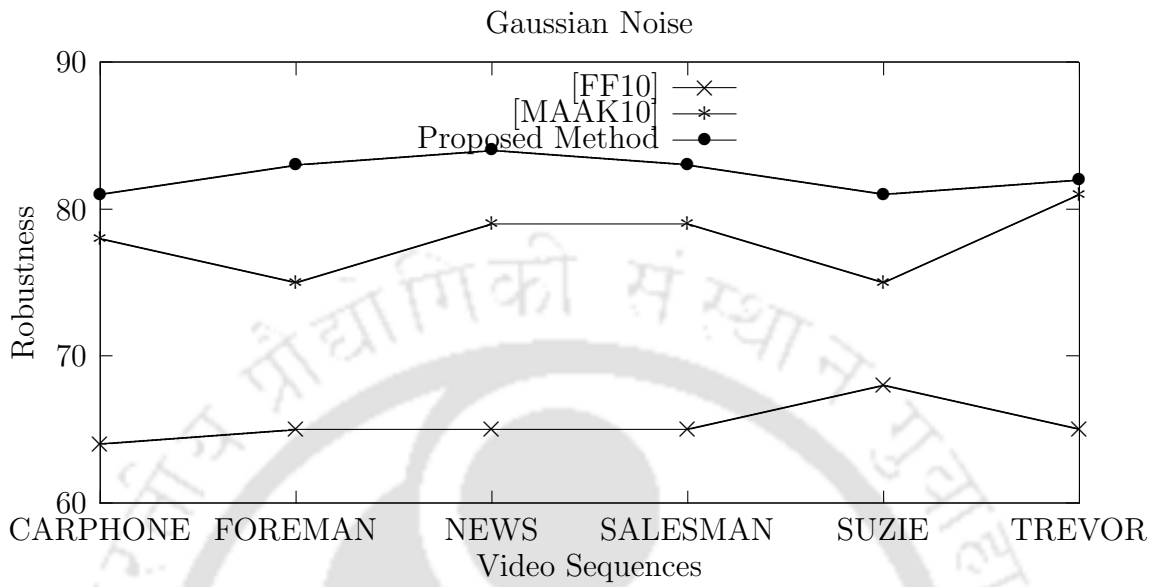 Gaussian Noise
90
[FF10]
[MAAK10]
Proposed Method
80
70
60
Robustness
CARPHONE FOREMAN NEWS SALESMAN SUZIE TREVOR
Video Sequences
प्रौद्योगिकी संस्थान